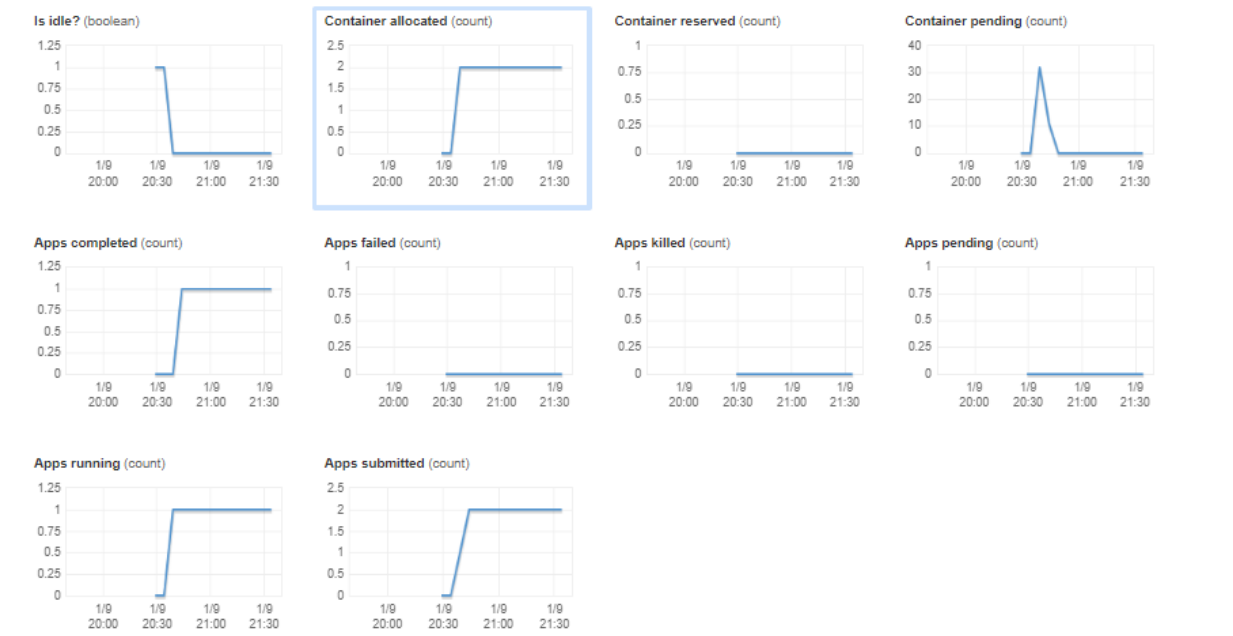 Is idle? (boolean) Container allocated (count) Container reserved (count) Container pending (count)
1.25 2.5 1 40
1 2 0.75 30
0.75 1.5 0.5 20
0.5 1 0.25 10
0.25 0.5 0 0
0 0
1/9 1/9 1/9 1/9 1/9 1/9 1/9 1/9 1/9 1/9 1/9 1/9 1/9 1/9 1/9 1/9
20:00 20:30 21:00 21:30 20:00 20:30 21:00 21:30 20:00 20:30 21:00 21:30 20:00 20:30 21:00 21:30
Apps completed (count) Apps failed (count) Apps killed (count) Apps pending (count)
1.25 1 1 1
1 0.75 0.75 0.75
0.75 0.5 0.5 0.5
0.5 0.25 0.25 0.25
0.25 0 0 0
0
1/9 1/9 1/9 1/9 1/9 1/9 1/9 1/9 1/9 1/9 1/9 1/9 1/9 1/9 1/9 1/9
20:00 20:30 21:00 21:30 20:00 20:30 21:00 21:30 20:00 20:30 21:00 21:30 20:00 20:30 21:00 21:30
Apps running (count) Apps submitted (count)
1.25 2.5
1 2
0.75 1.5
0.5 1
0.25 0.5
0 0
1/9 1/9 1/9 1/9 1/9 1/9 1/9 1/9
20:00 20:30 21:00 21:30 20:00 20:30 21:00 21:30